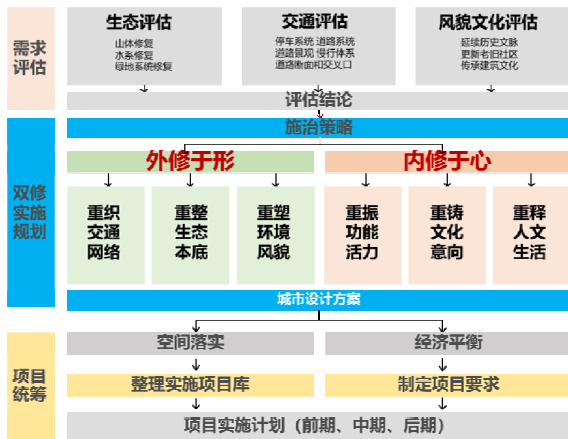 需求
评估
生态评估
山体修复
水系修复
绿地系统修复
交通评估
停车系统 道路系统
道路景观 慢行体系
道路断面和交叉口
风貌文化评估
延续历史文脉
更新老旧社区
传承建筑文化
评估结论
双修
实施
规划
施治策略
外修于形
内修于心
重织
交通
网络
重整
生态
本底
重塑
环境
风貌
重振
功能
活力
重铸
文化
意向
重释
人文
生活
城市设计方案
项目
统筹
空间落实
经济平衡
整理实施项目库
制定项目要求
项目实施计划（前期、中期、后期）